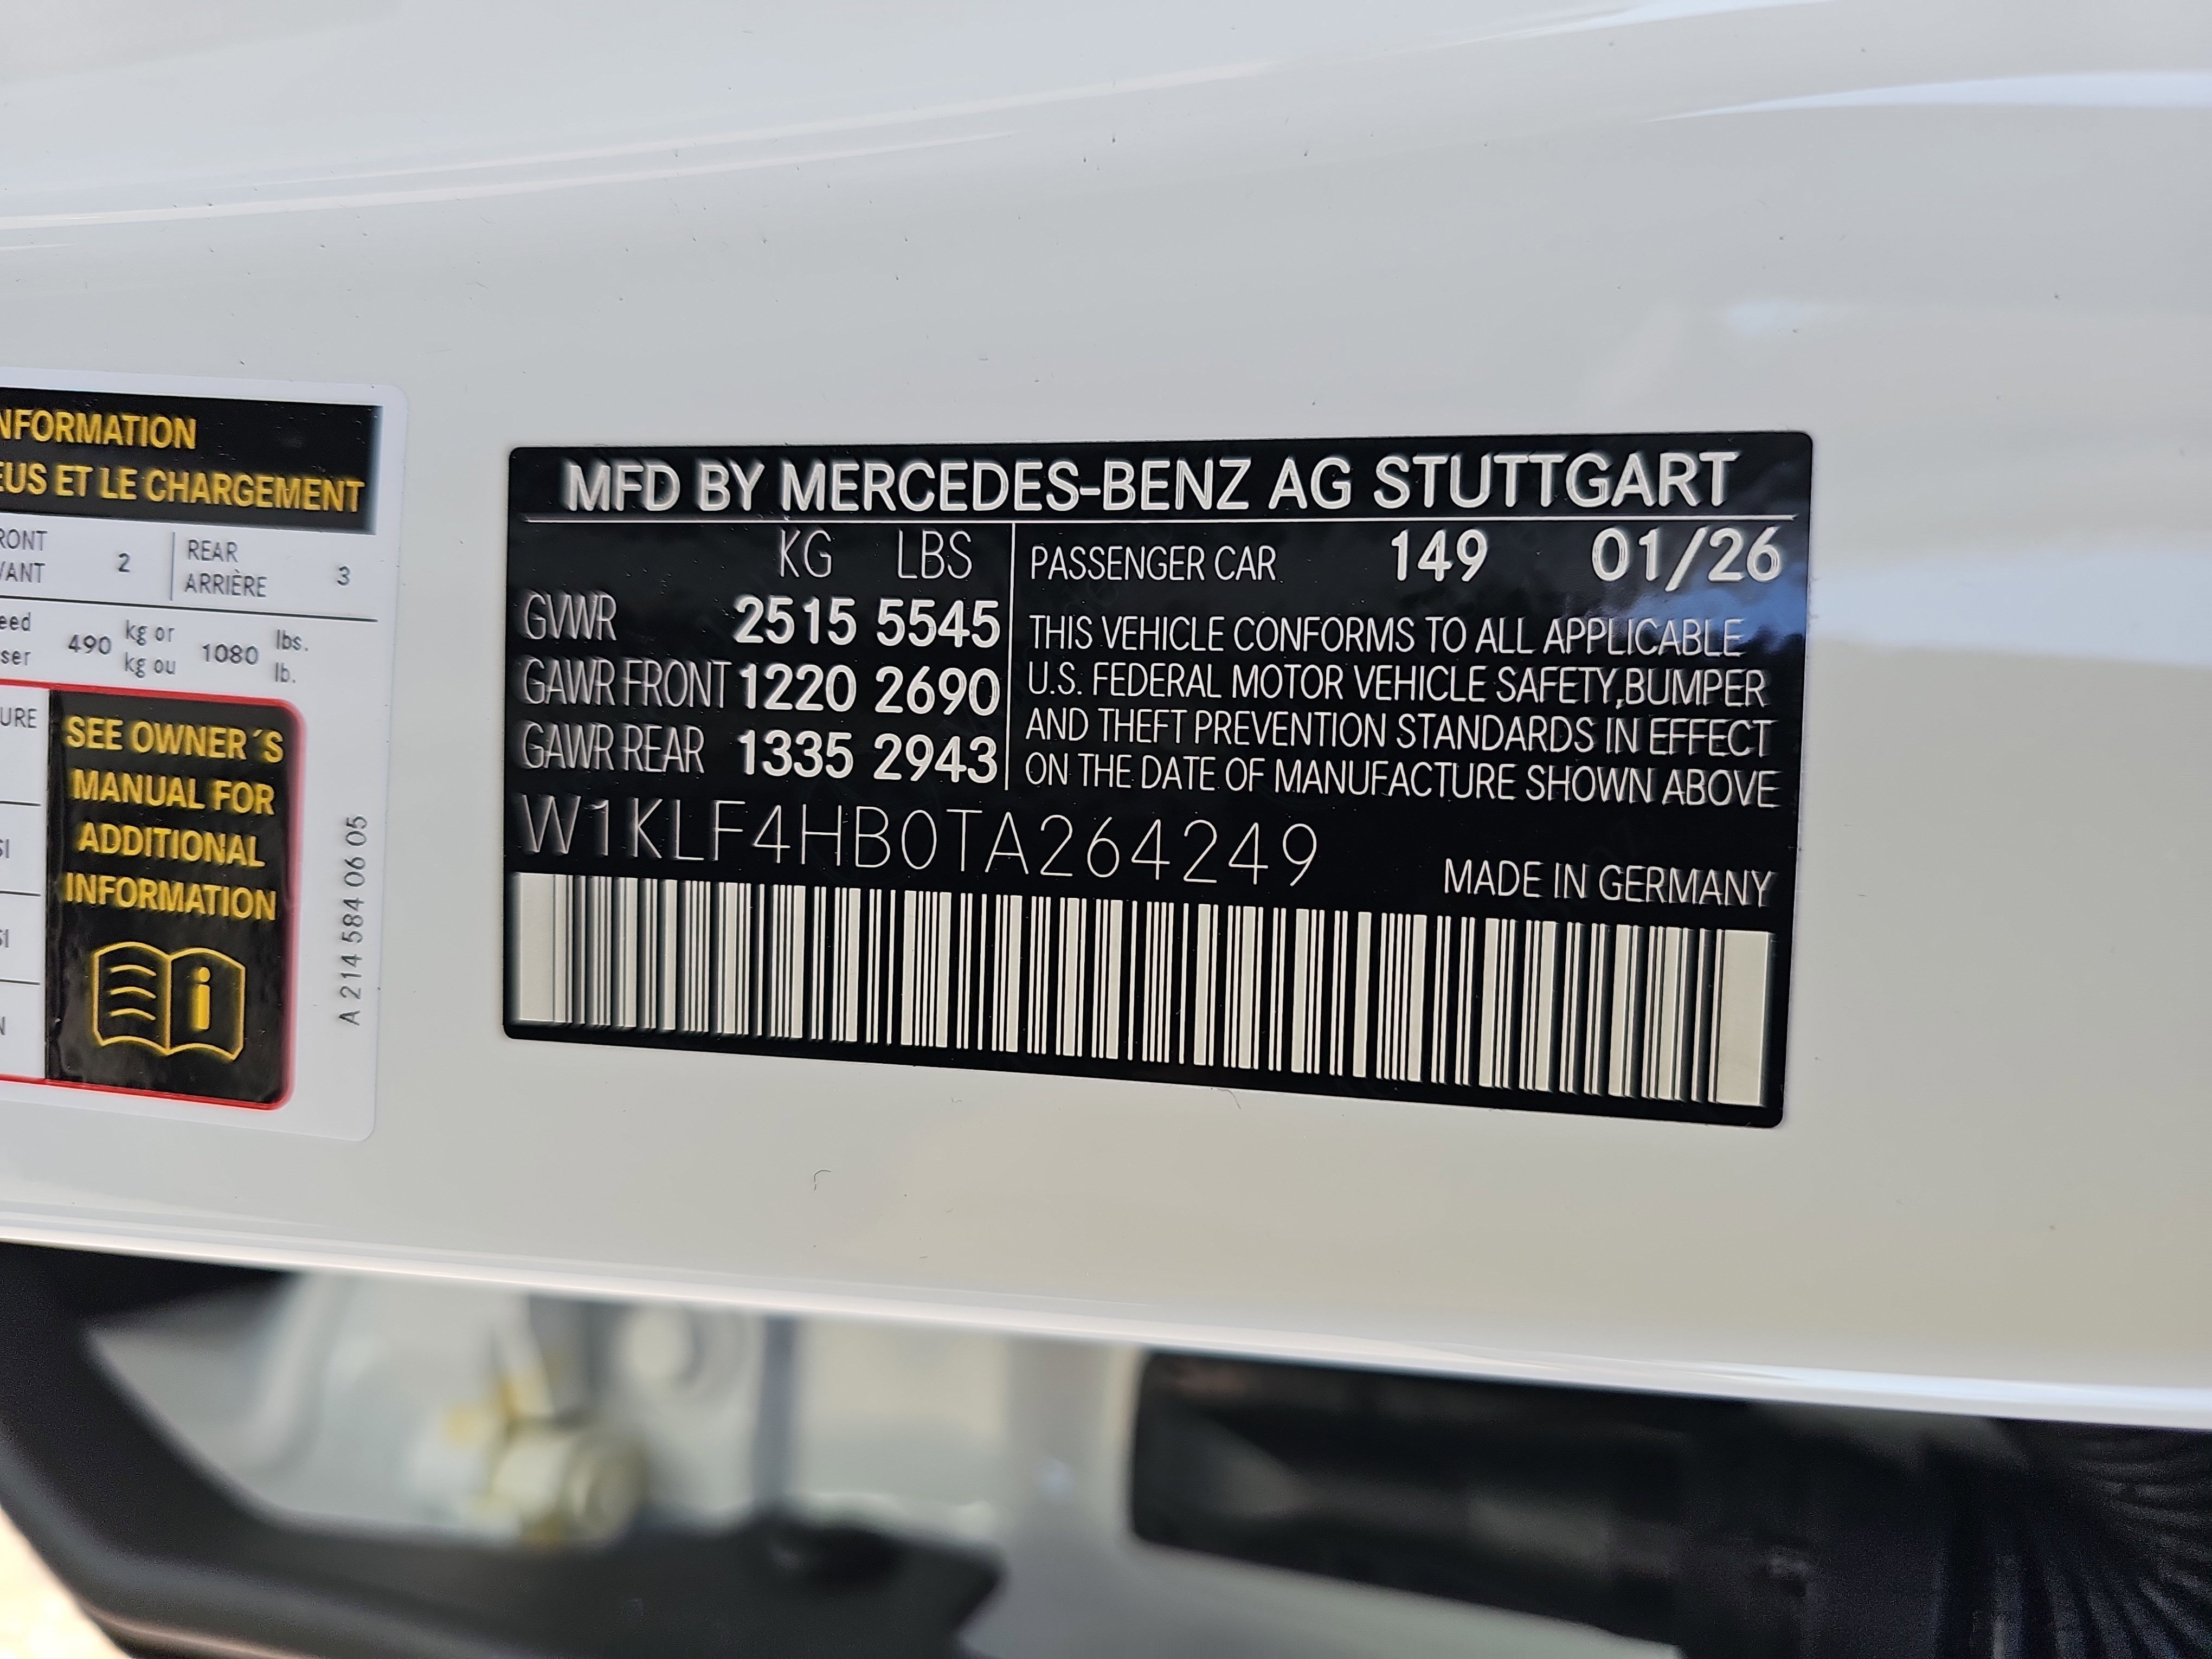 NFORMATION
EUS ET LE CHARGEMENT
RONT
VANT
2
REAR
ARRIÈRE
3
eed
ser
490
kg or
kg ou
1080
lbs.
lb.
URE
SI
SI
N
SEE OWNER´S
MANUAL FOR
ADDITIONAL
INFORMATION
i
A 214 584 06 05
MFD BY MERCEDES-BENZ AG STUTTGART
KG LBS
GVWR 2515 5545
GAWR FRONT 1220 2690
GAWR REAR 1335 2943
PASSENGER CAR 149 01/26
THIS VEHICLE CONFORMS TO ALL APPLICABLE
U.S. FEDERAL MOTOR VEHICLE SAFETY,BUMPER
AND THEFT PREVENTION STANDARDS IN EFFECT
ON THE DATE OF MANUFACTURE SHOWN ABOVE
W1KLF4HB0TA264249
MADE IN GERMANY